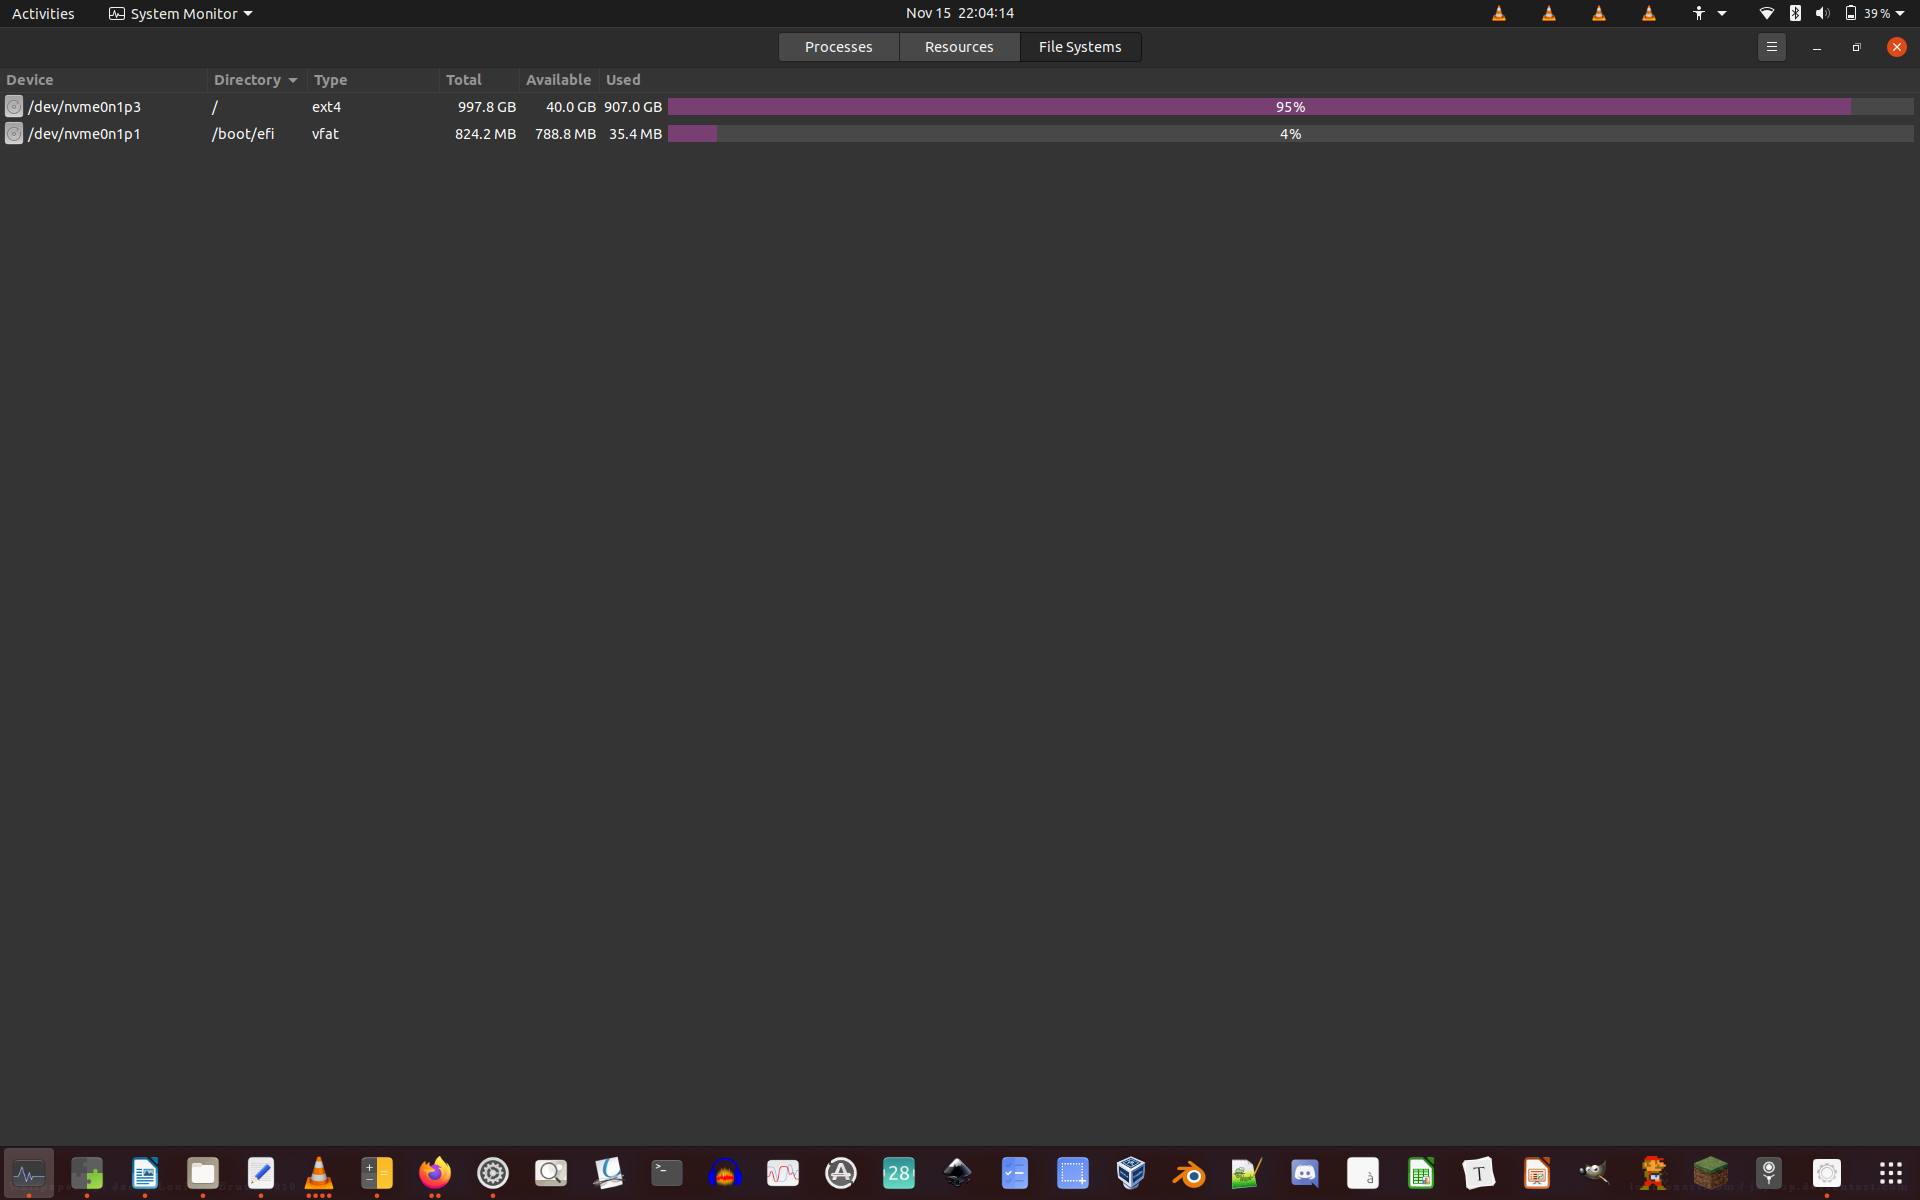 Activities System Monitor Nov 15 22:04:14 39 %
Processes Resources File Systems
Device Directory Type Total Available Used
/dev/nvme0n1p3 / ext4 997.8 GB 40.0 GB 907.0 GB 95%
/dev/nvme0n1p1 /boot/efi vfat 824.2 MB 788.8 MB 35.4 MB 4%
28